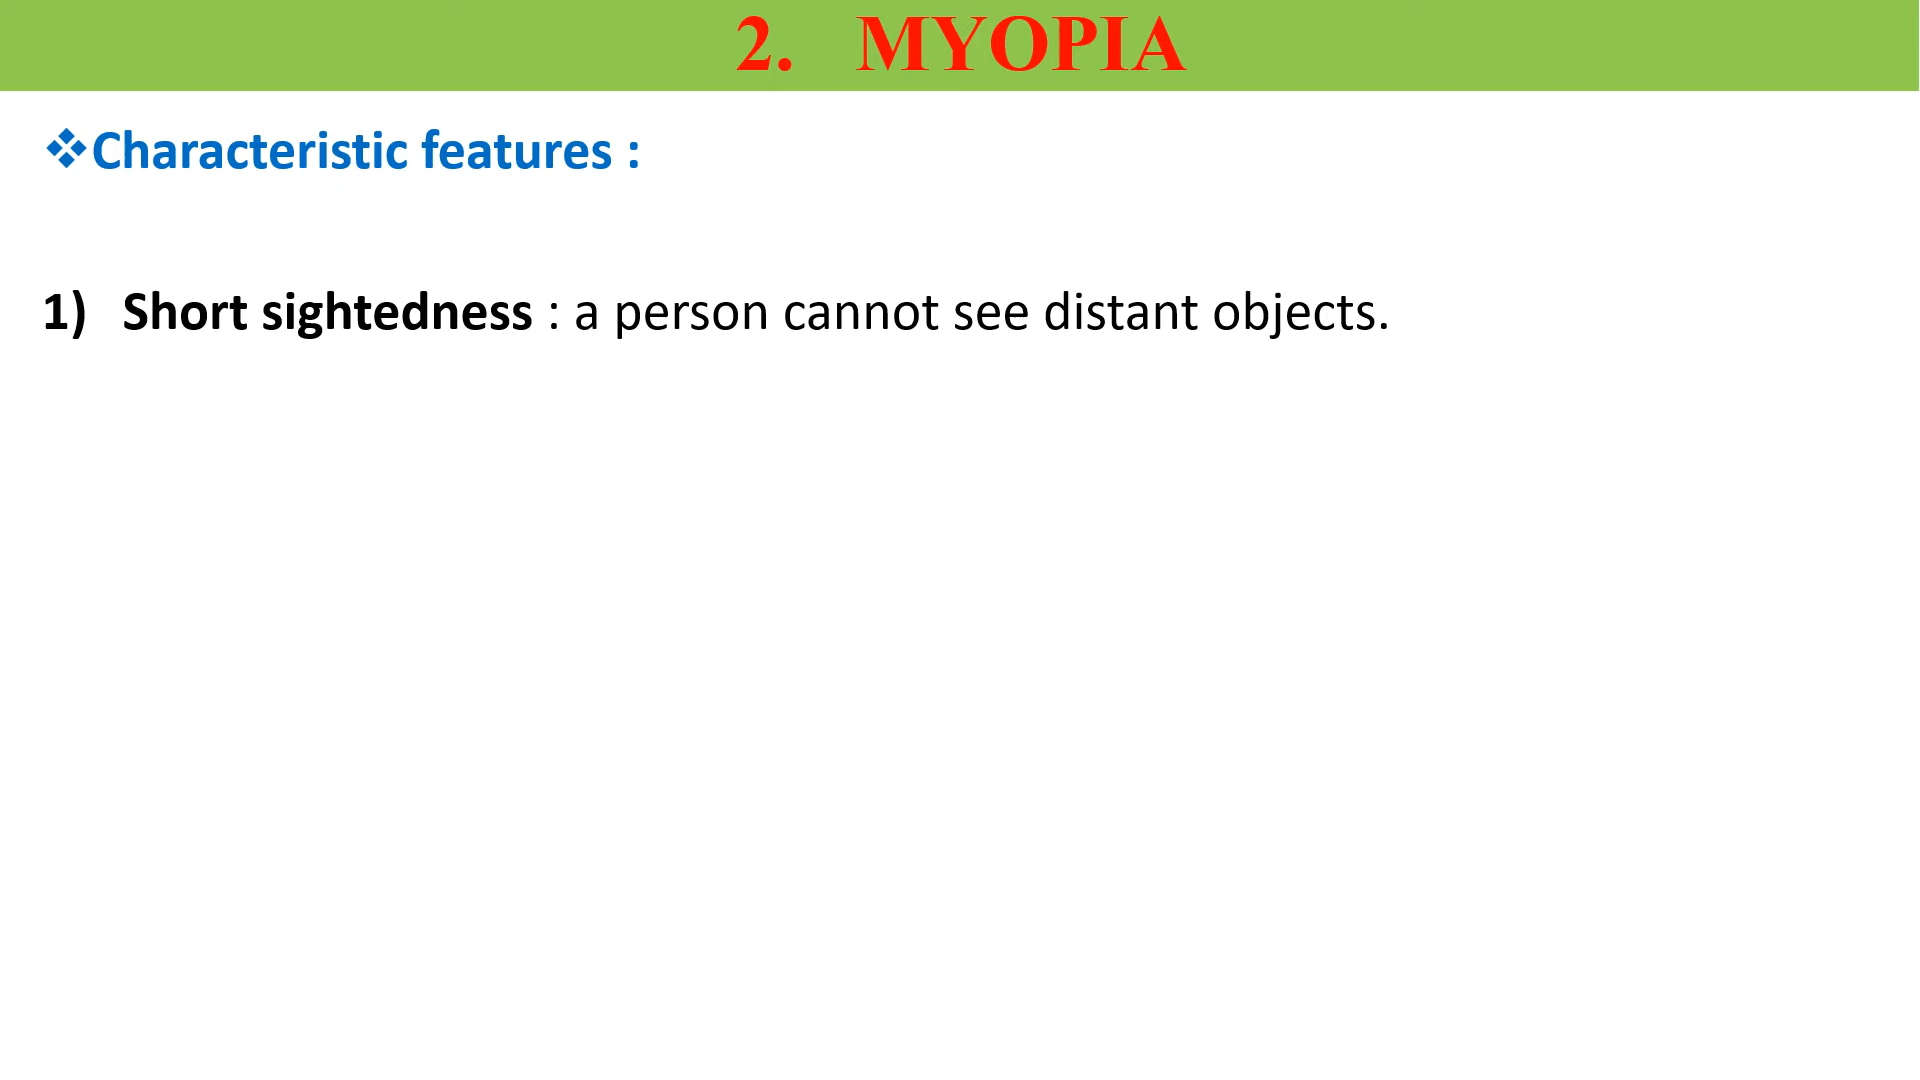 2. MYOPIA
❖Characteristic features :
1) Short sightedness : a person cannot see distant objects.